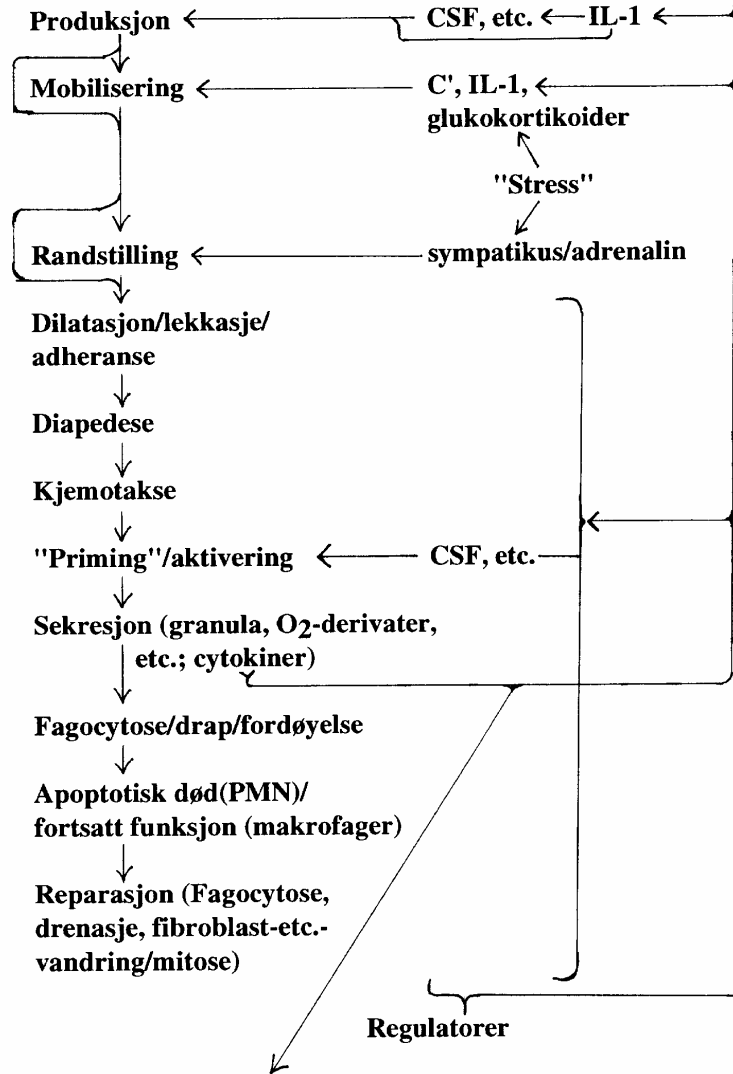 Produksjon CSF, etc. IL-1
Mobilisering C', IL-1,
glukokortikoider
"Stress"
Randstilling sympatikus/adrenalin
Dilatasjon/lekkasje/
adheranse
Diapedese
Kjemotakse
"Priming"/aktivering CSF, etc.
Sekresjon (granula, O2-derivater,
etc.; cytokiner)
Fagocytose/drap/fordøyelse
Apoptotisk død(PMN)/
fortsatt funksjon (makrofager)
Reparasjon (Fagocytose,
drenasje, fibroblast-etc.-
vandring/mitose)
Regulatorer